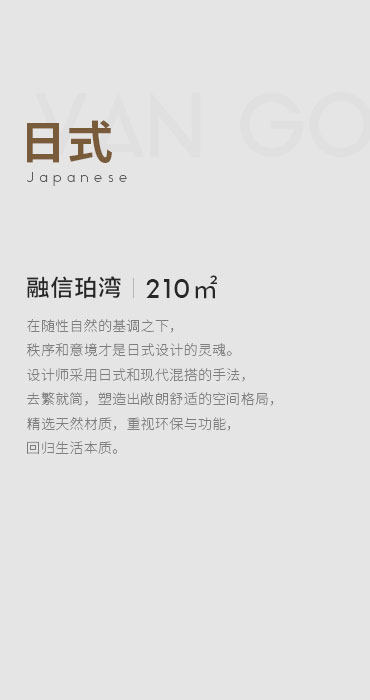 VAN GO
日式
Japanese
融信珀湾 | 210㎡
在随性自然的基调之下，
秩序和意境才是日式设计的灵魂。
设计师采用日式和现代混搭的手法，
去繁就简，塑造出敞朗舒适的空间格局，
精选天然材质，重视环保与功能，
回归生活本质。